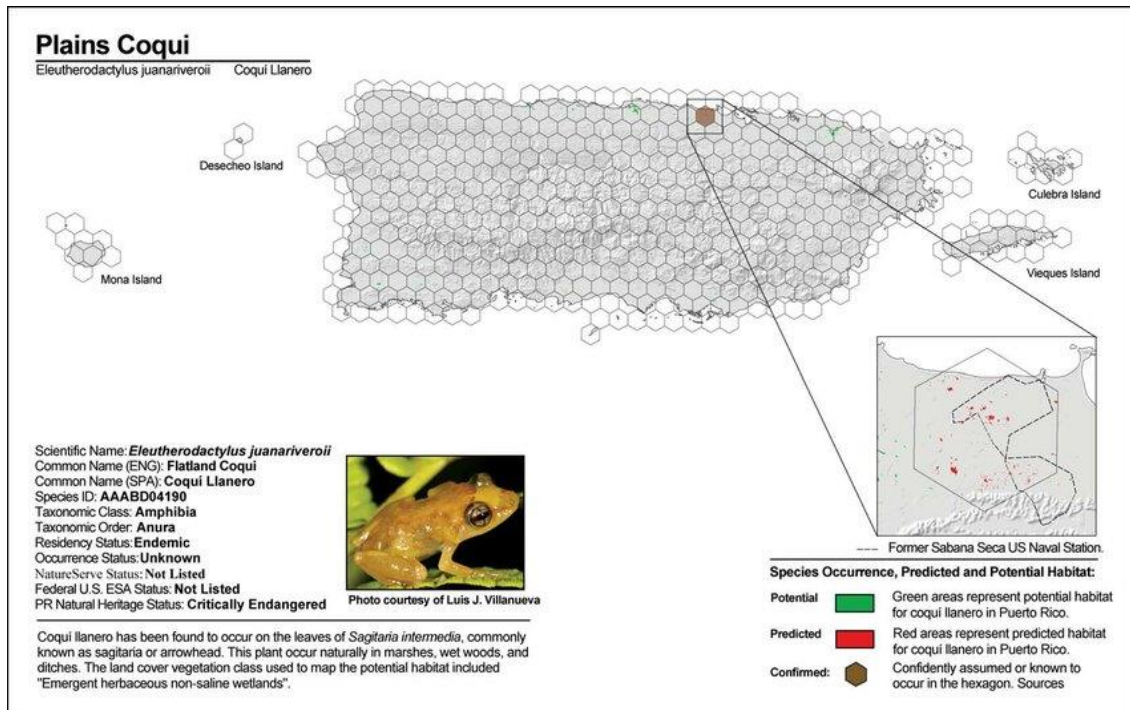 Plains Coqui
Eleutherodactylus juanariveroii Coquí Llanero
Desecheo Island
Culebra Island
Mona Island
Vieques Island
Scientific Name: Eleutherodactylus juanariveroii
Common Name (ENG): Flatland Coqui
Common Name (SPA): Coquí Llanero
Species ID: AAABD04190
Taxonomic Class: Amphibia
Taxonomic Order: Anura
Residency Status: Endemic
Occurrence Status: Unknown
NatureServe Status: Not Listed
Federal U.S. ESA Status: Not Listed
PR Natural Heritage Status: Critically Endangered
Photo courtesy of Luis J. Villanueva
Coquí llanero has been found to occur on the leaves of Sagitaria intermedia, commonly
known as sagitaria or arrowhead. This plant occur naturally in marshes, wet woods, and
ditches. The land cover vegetation class used to map the potential habitat included
"Emergent herbaceous non-saline wetlands".
Former Sabana Seca US Naval Station.
Species Occurrence, Predicted and Potential Habitat:
Potential Green areas represent potential habitat
for coquí llanero in Puerto Rico.
Predicted Red areas represent predicted habitat
for coquí llanero in Puerto Rico.
Confirmed: Confidently assumed or known to
occur in the hexagon. Sources